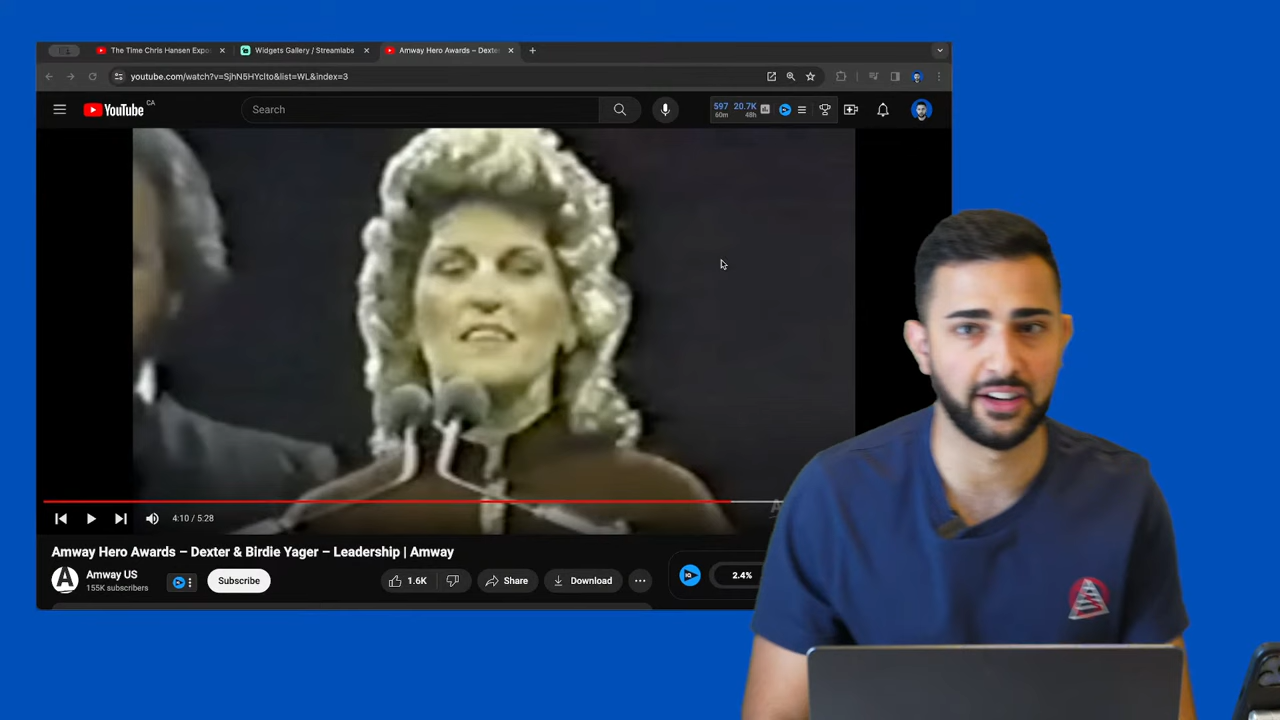 The Time Chris Hansen Expo
Widgets Gallery / Streamlabs
Amway Hero Awards – Dexte
youtube.com/watch?v=SjhN5HYcIto&list=WL&index=3
YouTube CA
Search
597 20.7K
60m 48h
4:10 / 5:28
Amway Hero Awards – Dexter & Birdie Yager – Leadership | Amway
Amway US
155K subscribers
Subscribe
1.6K
Share
Download
IQ
2.4%